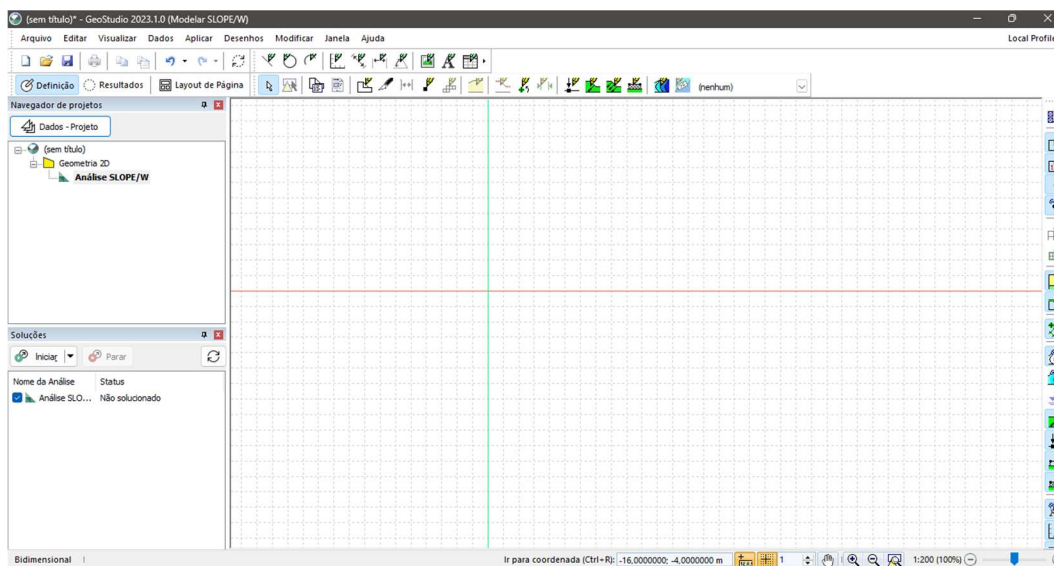 (sem título)* - GeoStudio 2023.1.0 (Modelar SLOPE/W)
Arquivo Editar Visualizar Dados Aplicar Desenhos Modificar Janela Ajuda Local Profile
Definição Resultados Layout de Página (nenhum)
Navegador de projetos
Dados - Projeto
(sem título)
Geometria 2D
Análise SLOPE/W
Soluções
Iniciar Parar
Nome da Análise Status
Análise SLO... Não solucionado
Bidimensional Ir para coordenada (Ctrl+R): -16,0000000; -4,0000000 m 1 1:200 (100%)